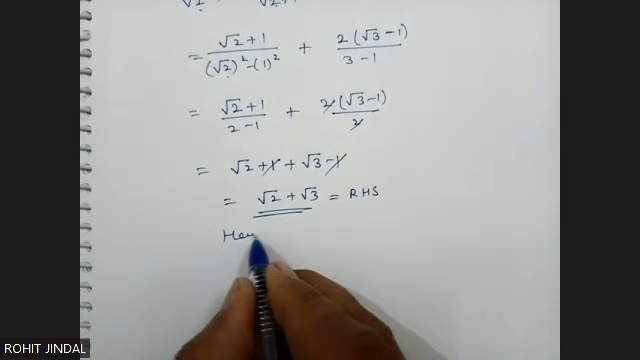 = (√2 + 1) / ((√2)² - (1)²) + 2(√3 - 1) / (3 - 1)
= (√2 + 1) / (2 - 1) + 2(√3 - 1) / 2
= √2 + 1 + √3 - 1
= √2 + √3 = RHS
Hen
ROHIT JINDAL